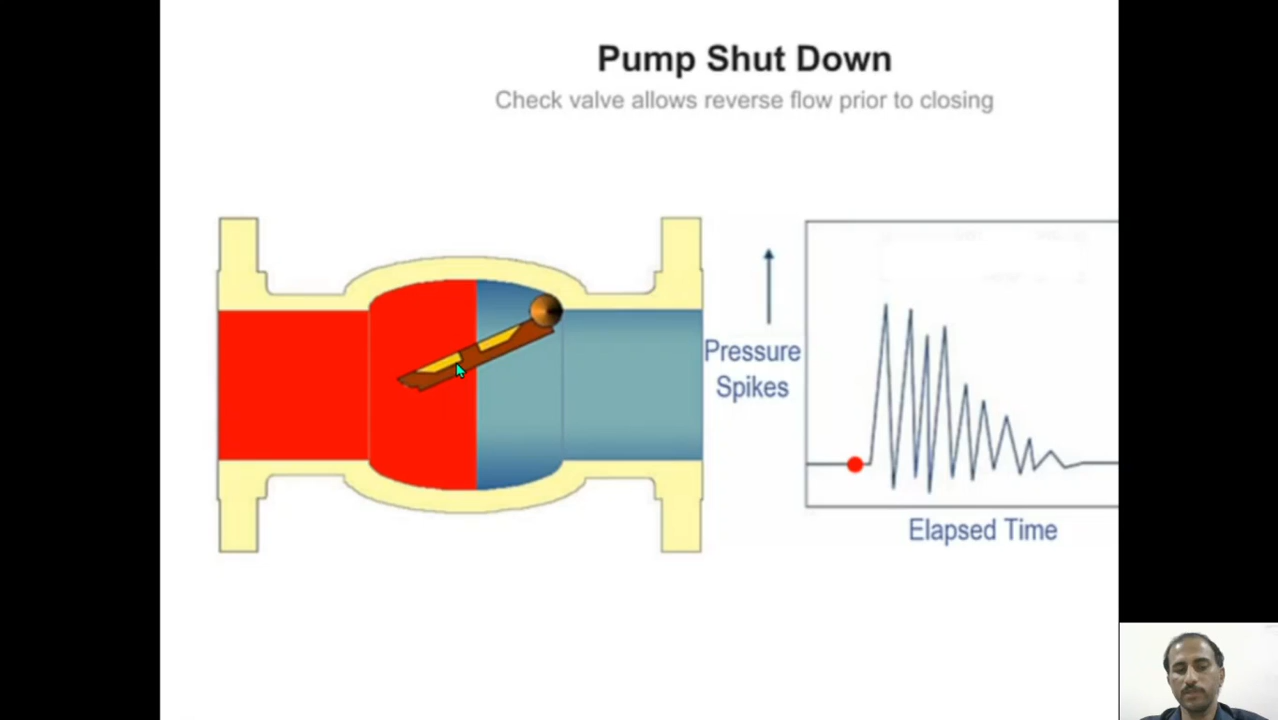 Pump Shut Down
Check valve allows reverse flow prior to closing
Pressure
Spikes
Elapsed Time